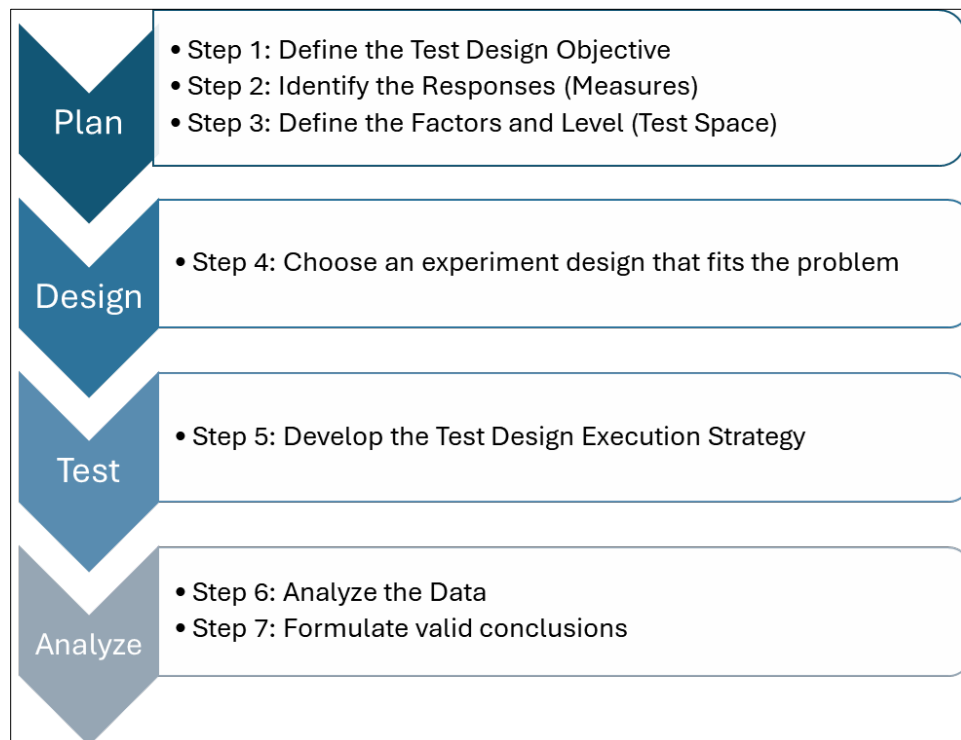 Plan
• Step 1: Define the Test Design Objective
• Step 2: Identify the Responses (Measures)
• Step 3: Define the Factors and Level (Test Space)
Design
• Step 4: Choose an experiment design that fits the problem
Test
• Step 5: Develop the Test Design Execution Strategy
Analyze
• Step 6: Analyze the Data
• Step 7: Formulate valid conclusions